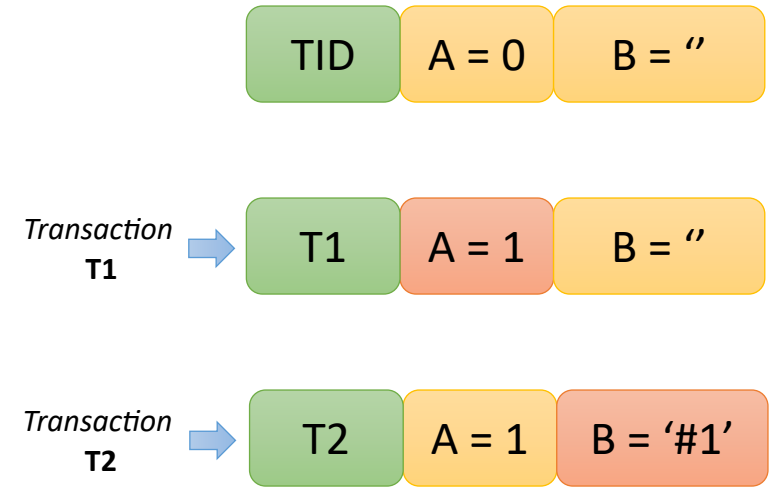 TID A = 0 B = ‘’
Transaction
T1
T1 A = 1 B = ‘’
Transaction
T2
T2 A = 1 B = ‘#1’